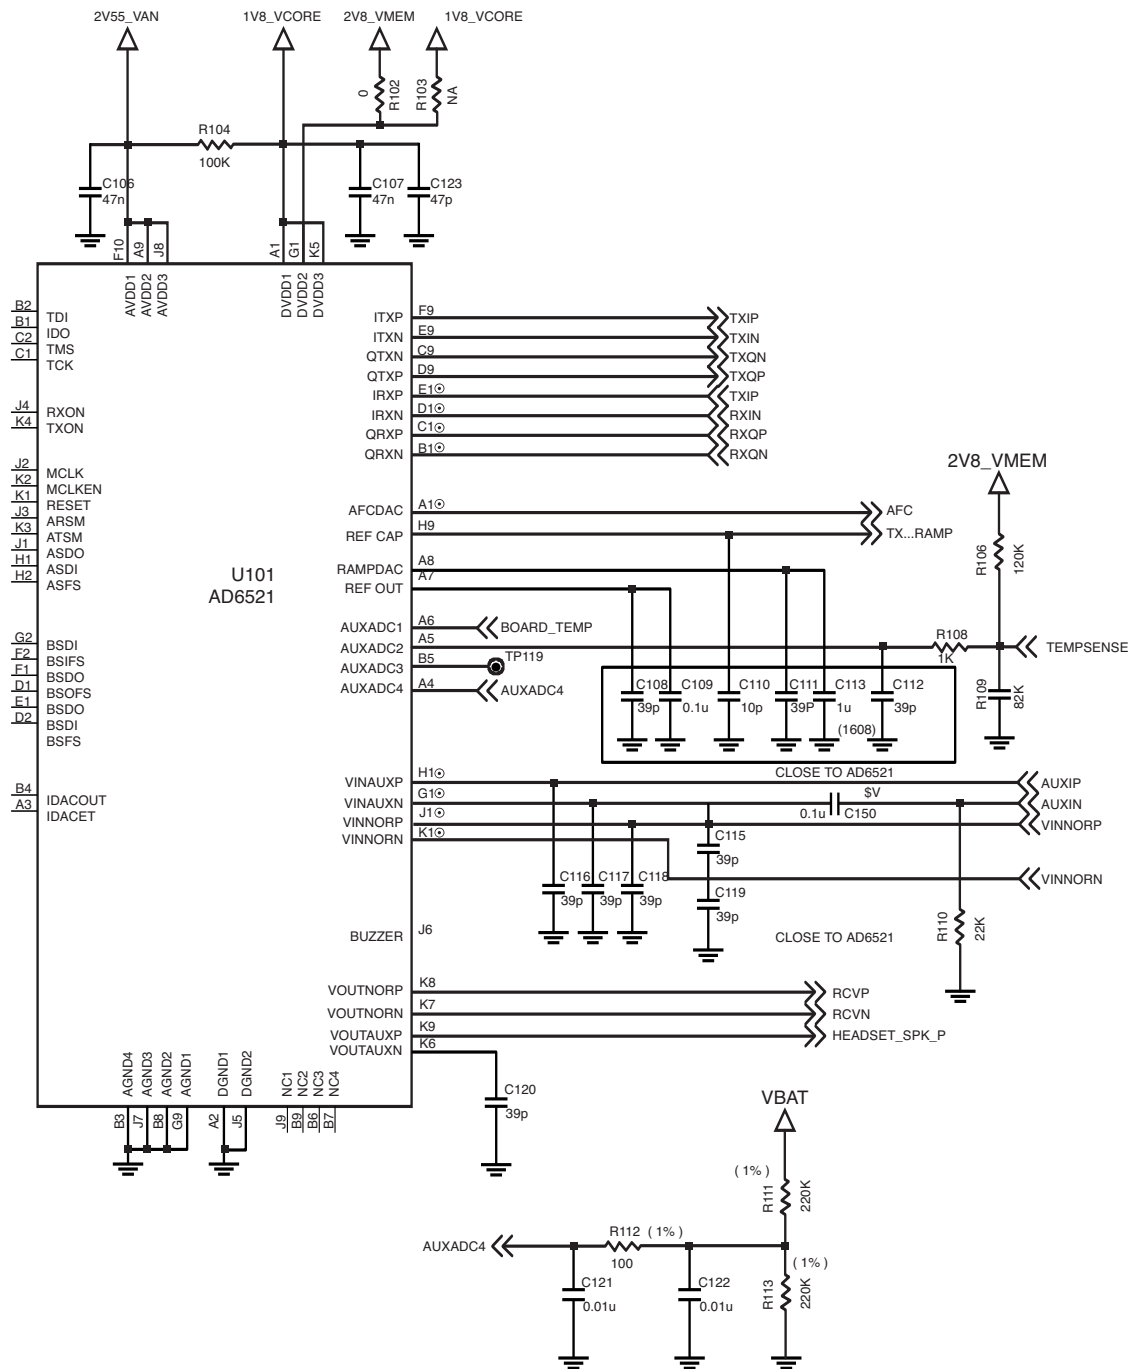 2V55_VAN
1V8_VCORE
2V8_VMEM
1V8_VCORE
0
R102
R103
NA
R104
100K
C106
47n
C107
47n
C123
47p
F10
A9
J8
A1
G1
K5
AVDD1
AVDD2
AVDD3
DVDD1
DVDD2
DVDD3
B2
TDI
B1
IDO
C2
TMS
C1
TCK
J4
RXON
K4
TXON
J2
MCLK
K2
MCLKEN
K1
RESET
J3
ARSM
K3
ATSM
J1
ASDO
H1
ASDI
H2
ASFS
U101
AD6521
G2
BSDI
F2
BSIFS
F1
BSDO
D1
BSOFS
E1
BSDO
D2
BSDI
BSFS
B4
IDACOUT
A3
IDACET
ITXP F9 TXIP
ITXN E9 TXIN
QTXN C9 TXQN
QTXP D9 TXQP
IRXP E1⊙ TXIP
IRXN D1⊙ RXIN
QRXP C1⊙ RXQP
QRXN B1⊙ RXQN
AFCDAC A1⊙ AFC
REF CAP H9 TX...RAMP
RAMPDAC A8
REF OUT A7
AUXADC1 A6 BOARD_TEMP
AUXADC2 A5
AUXADC3 B5 TP119
AUXADC4 A4 AUXADC4
2V8_VMEM
R106
120K
R108
1K
TEMPSENSE
R109
82K
C108
39p
C109
0.1u
C110
10p
C111
39P
C113
1u
(1608)
C112
39p
CLOSE TO AD6521
VINAUXP H1⊙ AUXIP
VINAUXN G1⊙ AUXIN
VINNORP J1⊙ VINNORP
VINNORN K1⊙ VINNORN
$V
0.1u C150
C115
39p
C116
39p
C117
39p
C118
39p
C119
39p
R110
22K
CLOSE TO AD6521
BUZZER J6
VOUTNORP K8 RCVP
VOUTNORN K7 RCVN
VOUTAUXP K9 HEADSET_SPK_P
VOUTAUXN K6
C120
39p
AGND4
AGND3
AGND2
AGND1
DGND1
DGND2
NC1
NC2
NC3
NC4
B3
J7
B8
G9
A2
J5
J9
B9
B6
B7
VBAT
( 1% )
R111
220K
AUXADC4
R112 ( 1% )
100
( 1% )
R113
220K
C121
0.01u
C122
0.01u